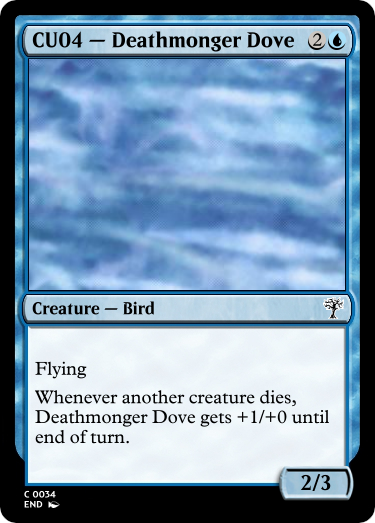 CU04 — Deathmonger Dove 2
Creature — Bird
Flying
Whenever another creature dies,
Deathmonger Dove gets +1/+0 until
end of turn.
2/3
C 0034
END